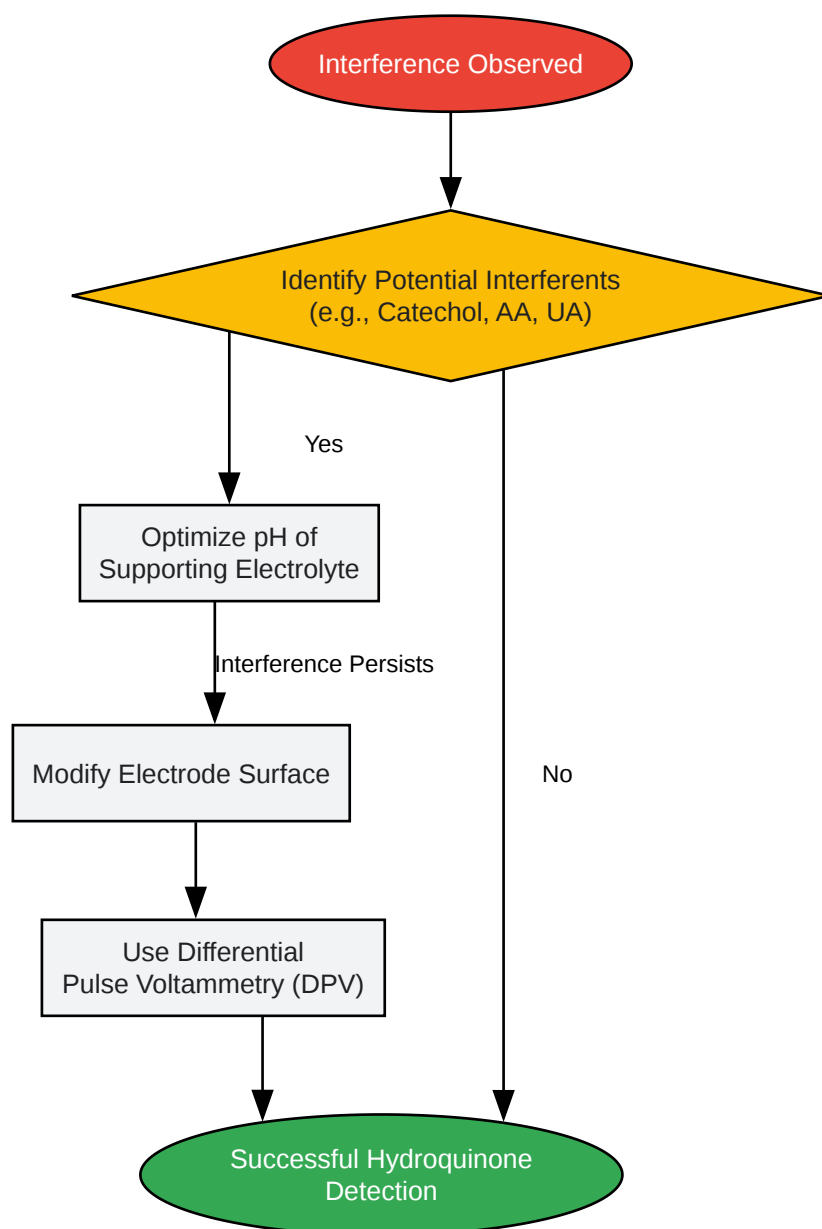 Interference Observed
Identify Potential Interferents
(e.g., Catechol, AA, UA)
Yes
Optimize pH of
Supporting Electrolyte
Interference Persists
Modify Electrode Surface
No
Use Differential
Pulse Voltammetry (DPV)
Successful Hydroquinone
Detection